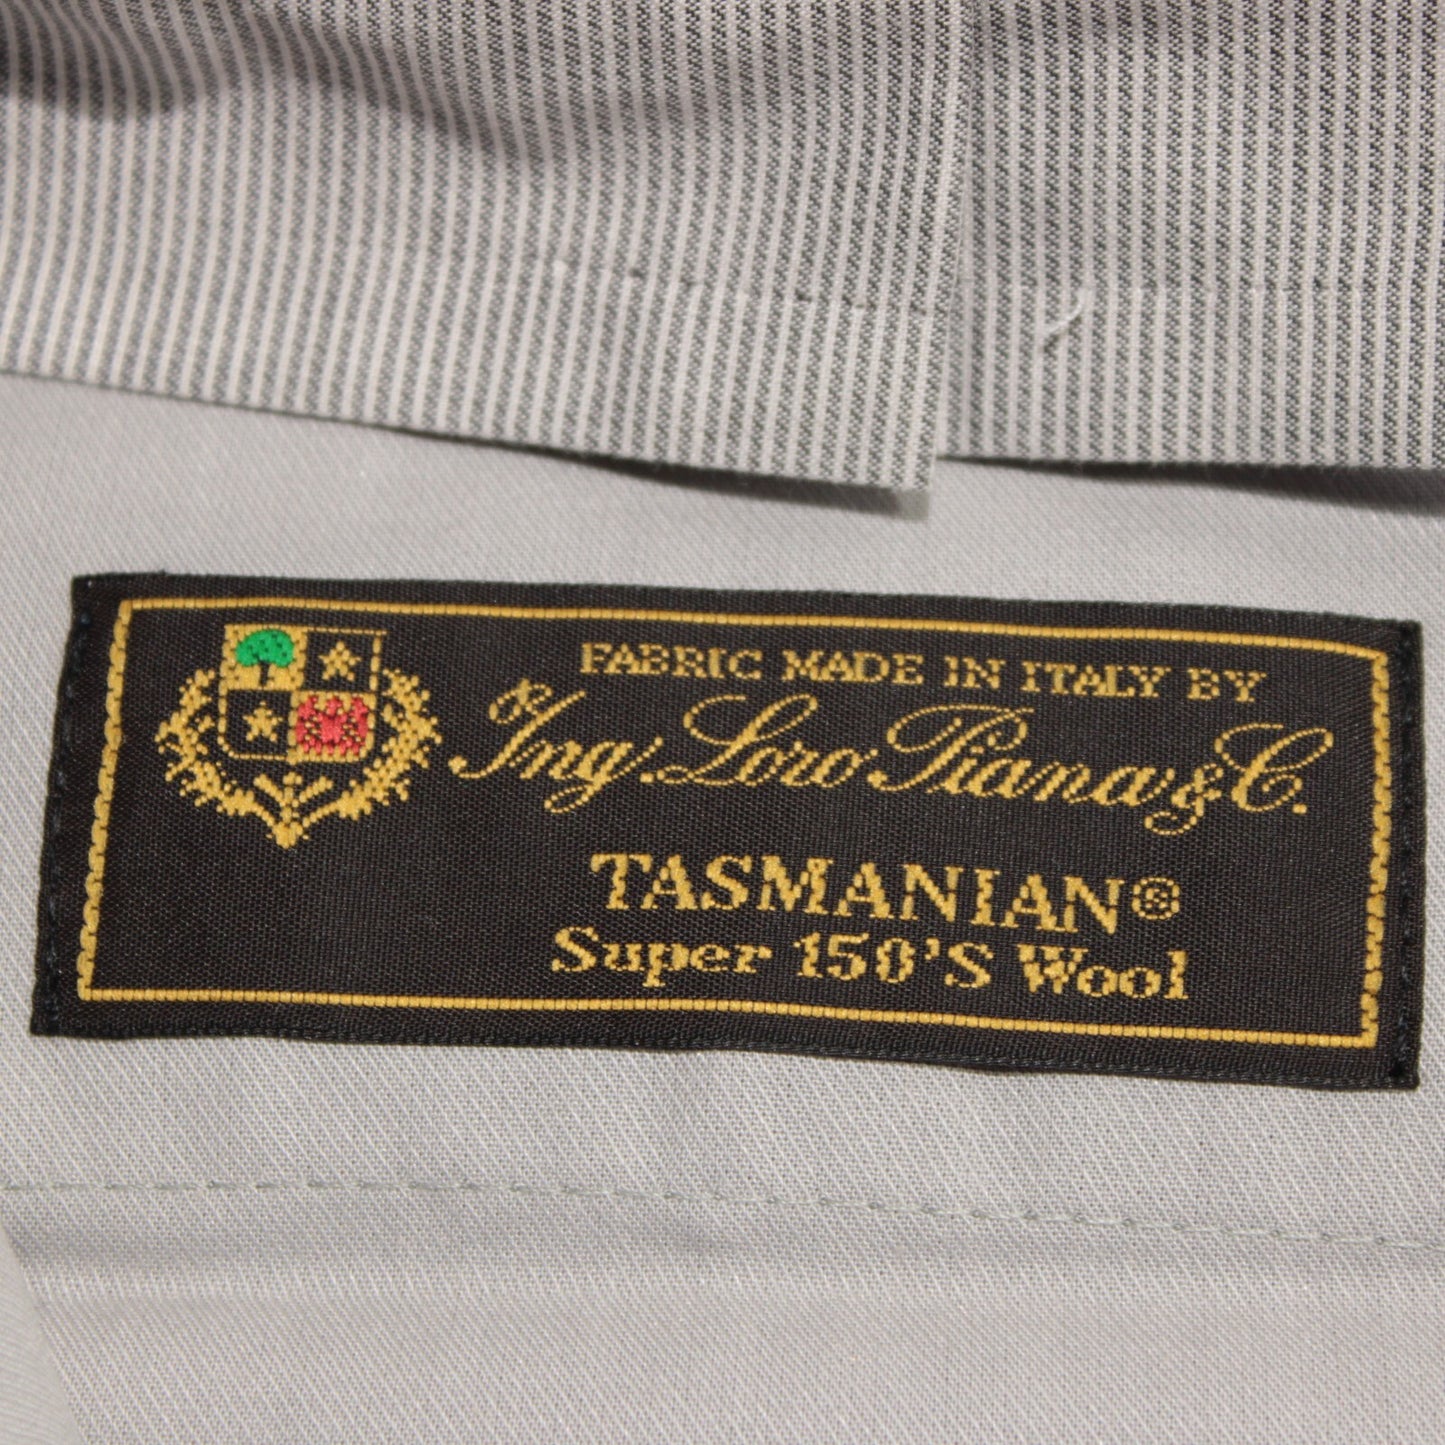 FABRIC MADE IN ITALY BY
Ing. Loro Piana & C.
TASMANIAN®
Super 150'S Wool